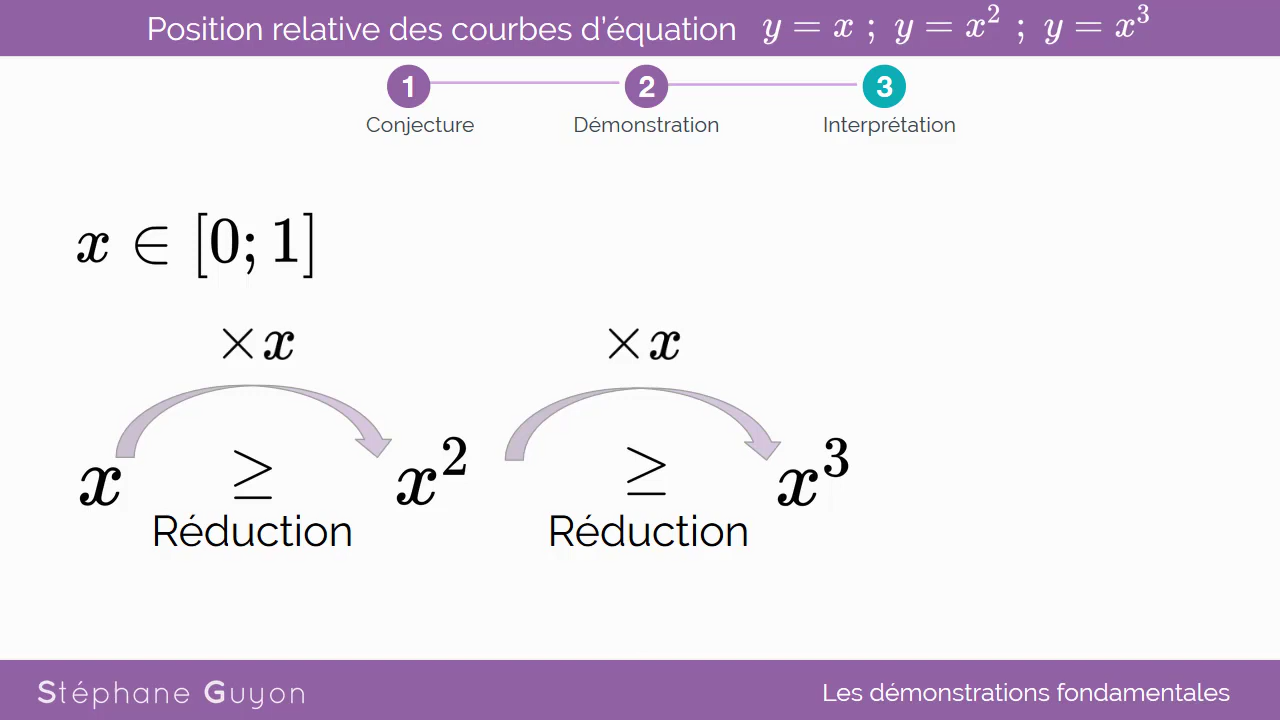 Position relative des courbes d'équation y = x ; y = x² ; y = x³
1 2 3
Conjecture Démonstration Interprétation
x ∈ [0; 1]
×x ×x
x ≥ x² ≥ x³
Réduction Réduction
Stéphane Guyon Les démonstrations fondamentales